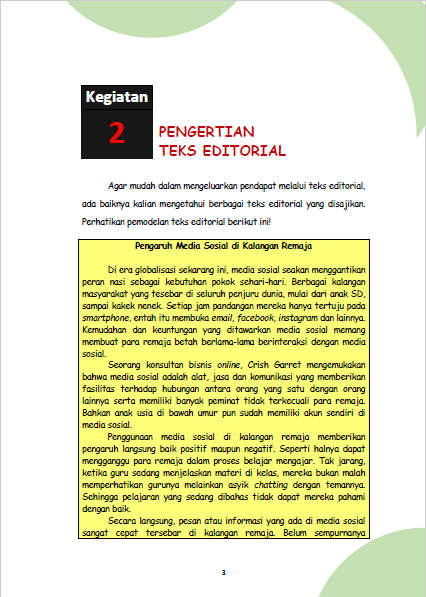 Kegiatan
2
PENGERTIAN
TEKS EDITORIAL
Agar mudah dalam mengeluarkan pendapat melalui teks editorial,
ada baiknya kalian mengetahui berbagai teks editorial yang disajikan.
Perhatikan pemodelan teks editorial berikut ini!
Pengaruh Media Sosial di Kalangan Remaja
Di era globalisasi sekarang ini, media sosial seakan menggantikan
peran nasi sebagai kebutuhan pokok sehari-hari. Berbagai kalangan
masyarakat yang tesebar di seluruh penjuru dunia, mulai dari anak SD,
sampai kakek nenek. Setiap jam pandangan mereka hanya tertuju pada
smartphone, entah itu membuka email, facebook, instagram dan lainnya.
Kemudahan dan keuntungan yang ditawarkan media sosial memang
membuat para remaja betah berlama-lama berinteraksi dengan media
sosial.
Seorang konsultan bisnis online, Crish Garret mengemukakan
bahwa media sosial adalah alat, jasa dan komunikasi yang memberikan
fasilitas terhadap hubungan antara orang yang satu dengan orang
lainnya serta memiliki banyak peminat tidak terkecuali para remaja.
Bahkan anak usia di bawah umur pun sudah memiliki akun sendiri di
media sosial.
Penggunaan media sosial di kalangan remaja memberikan
pengaruh langsung baik positif maupun negatif. Seperti halnya dapat
mengganggu para remaja dalam proses belajar mengajar. Tak jarang,
ketika guru sedang menjelaskan materi di kelas, mereka bukan malah
memperhatikan gurunya melainkan asyik chatting dengan temannya.
Sehingga pelajaran yang sedang dibahas tidak dapat mereka pahami
dengan baik.
Secara langsung, pesan atau informasi yang ada di media sosial
sangat cepat tersebar di kalangan remaja. Belum sempurnanya
3